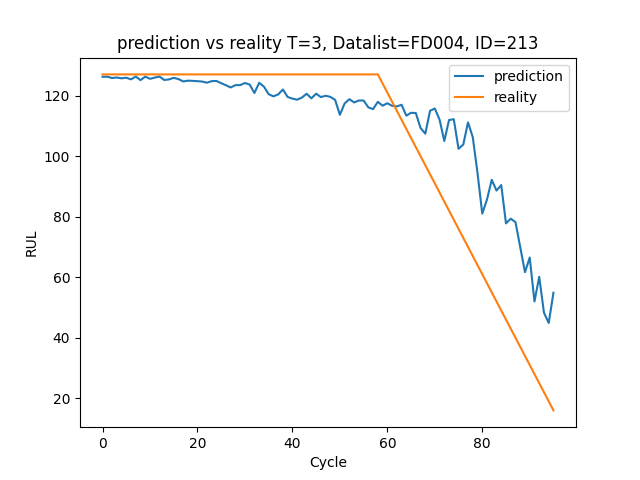 prediction vs reality T=3, Datalist=FD004, ID=213
prediction
reality
RUL
120
100
80
60
40
20
0
20
40
60
80
Cycle